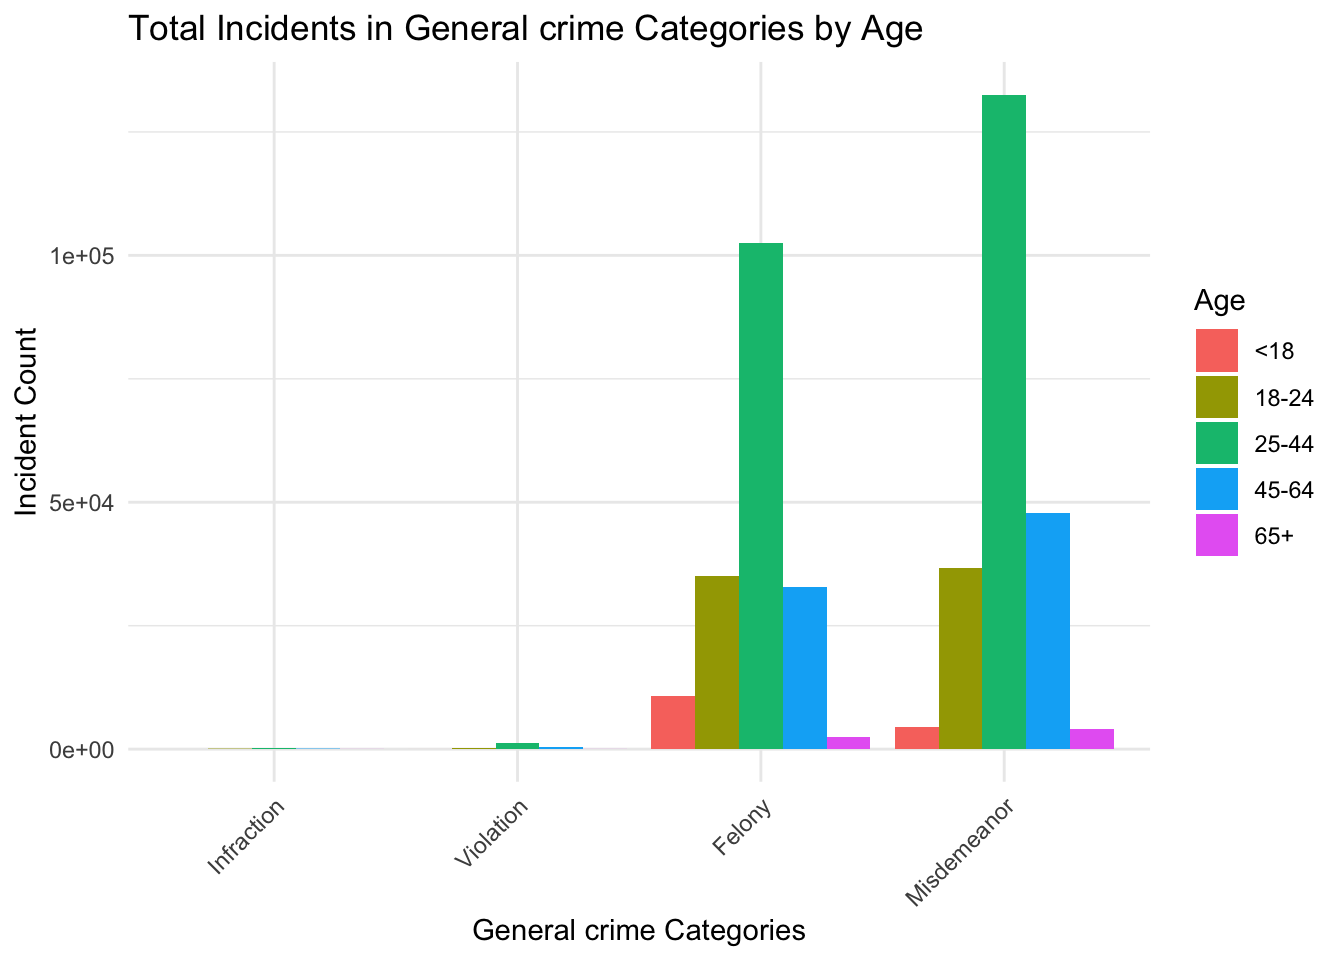 Total Incidents in General crime Categories by Age
Incident Count
1e+05
5e+04
0e+00
Infraction
Violation
Felony
Misdemeanor
General crime Categories
Age
<18
18-24
25-44
45-64
65+